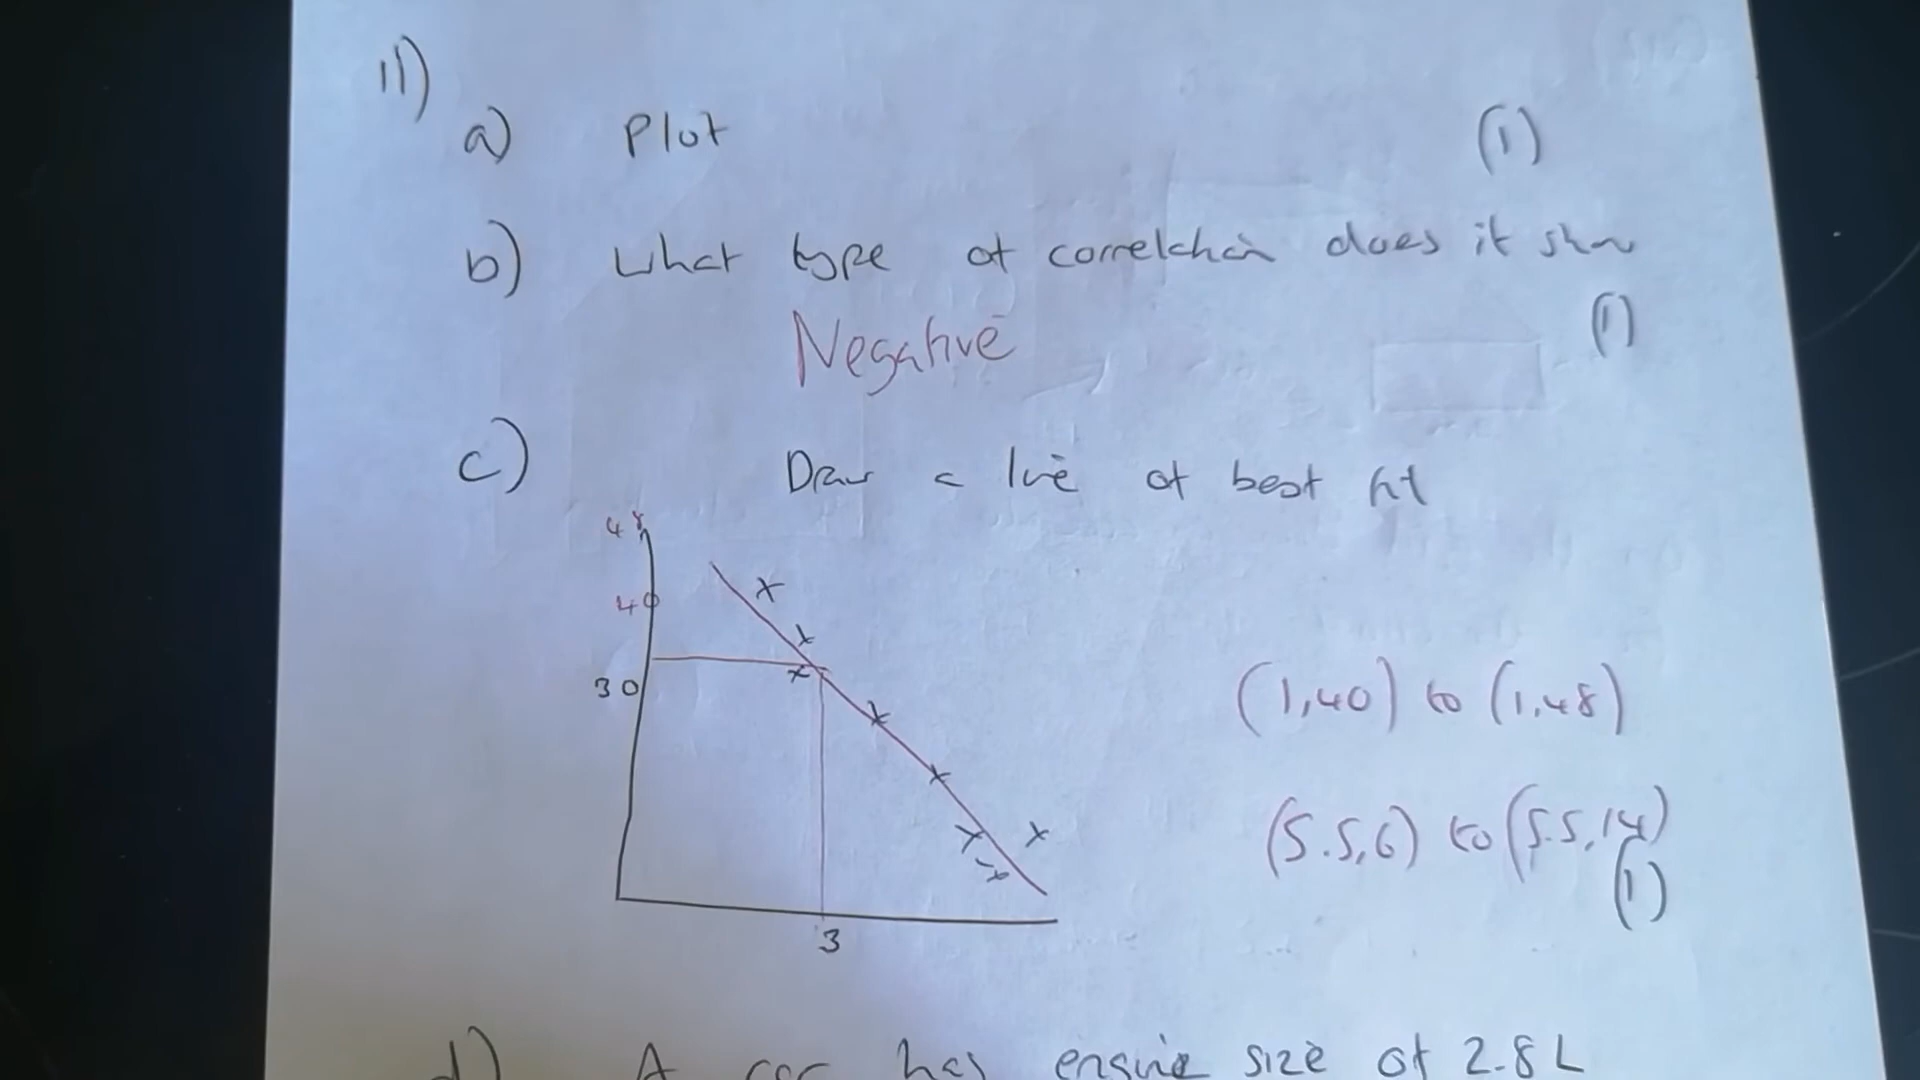 11)
a) Plot (1)
b) What type of correlation does it show
(1)
Negative
c) Draw a line of best fit
48
40
30
3
(1,40) to (1,48)
(5.5,6) to (5.5,14)
(1)
d) A car has engine size of 2.8L